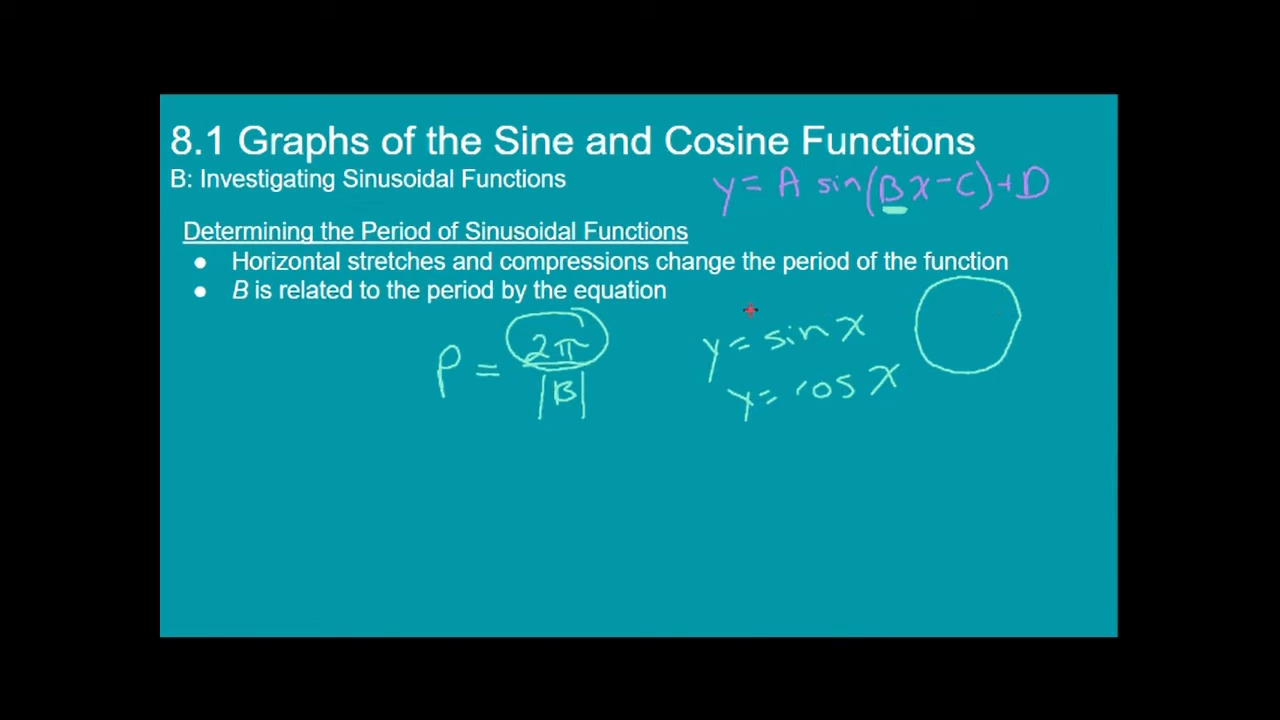 8.1 Graphs of the Sine and Cosine Functions
B: Investigating Sinusoidal Functions
y = A sin(Bx - C) + D
Determining the Period of Sinusoidal Functions
● Horizontal stretches and compressions change the period of the function
● B is related to the period by the equation
P = 2π / |B|
y = sin x
y = cos x